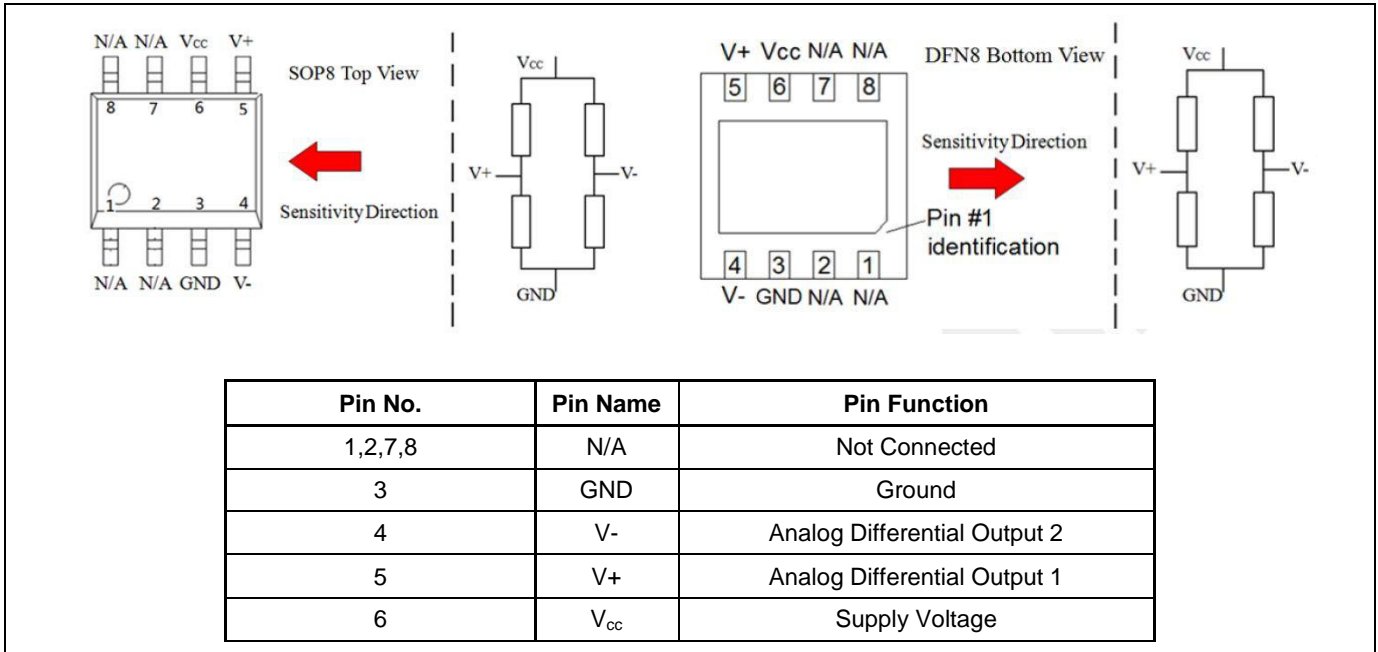 N/A N/A Vcc V+
8 7 6 5
SOP8 Top View
1 2 3 4
Sensitivity Direction
N/A N/A GND V-
Vcc
V+ V-
GND
V+ Vcc N/A N/A
5 6 7 8
DFN8 Bottom View
Sensitivity Direction
Pin #1
identification
4 3 2 1
V- GND N/A N/A
Vcc
V+ V-
GND
Pin No. Pin Name Pin Function
1,2,7,8 N/A Not Connected
3 GND Ground
4 V- Analog Differential Output 2
5 V+ Analog Differential Output 1
6 Vcc Supply Voltage